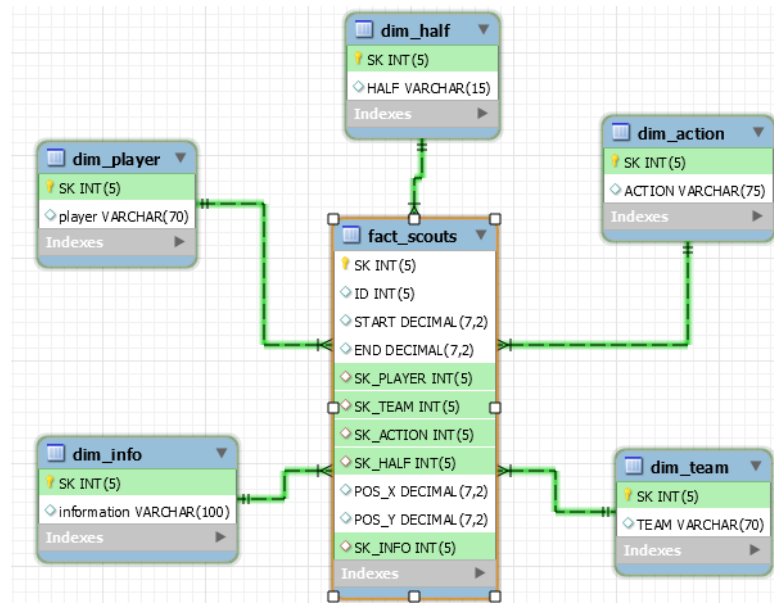 dim_half
SK INT(5)
HALF VARCHAR(15)
Indexes
dim_player
SK INT(5)
player VARCHAR(70)
Indexes
dim_action
SK INT(5)
ACTION VARCHAR(75)
Indexes
fact_scouts
SK INT(5)
ID INT(5)
START DECIMAL(7,2)
END DECIMAL(7,2)
SK_PLAYER INT(5)
SK_TEAM INT(5)
SK_ACTION INT(5)
SK_HALF INT(5)
POS_X DECIMAL(7,2)
POS_Y DECIMAL(7,2)
SK_INFO INT(5)
Indexes
dim_info
SK INT(5)
information VARCHAR(100)
Indexes
dim_team
SK INT(5)
TEAM VARCHAR(70)
Indexes